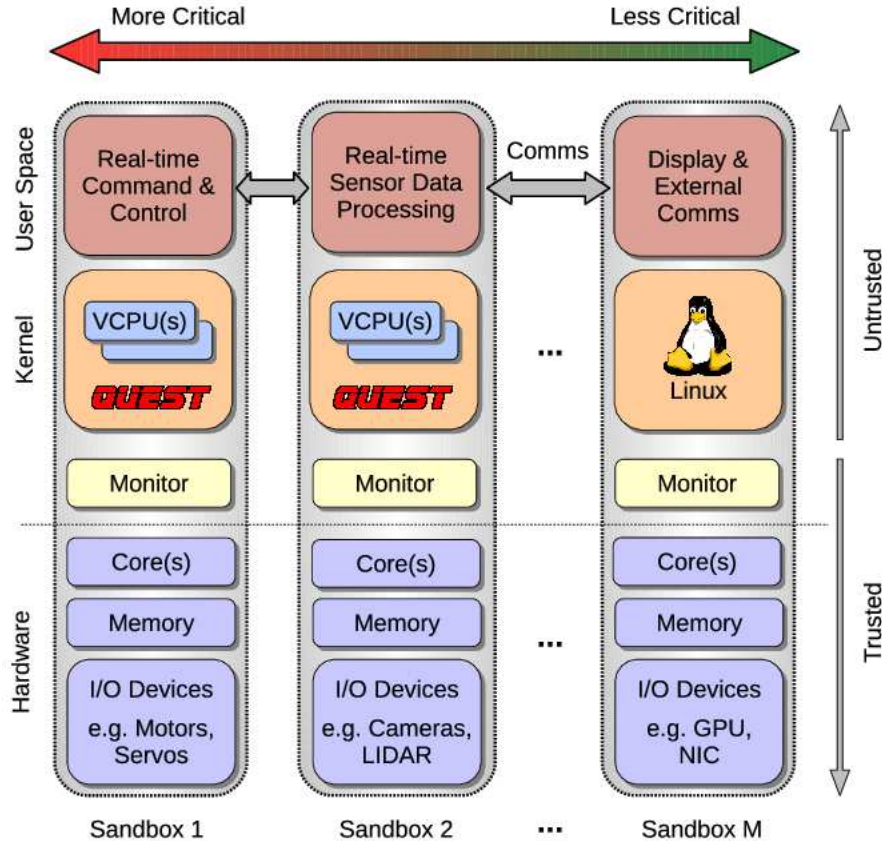 More Critical
Less Critical
User Space
Real-time
Command &
Control
Real-time
Sensor Data
Processing
Comms
Display &
External
Comms
Kernel
VCPU(s)
QUEST
VCPU(s)
QUEST
...
Linux
Untrusted
Monitor
Monitor
Monitor
Hardware
Core(s)
Core(s)
Core(s)
Memory
Memory
...
Memory
Trusted
I/O Devices
e.g. Motors,
Servos
I/O Devices
e.g. Cameras,
LIDAR
I/O Devices
e.g. GPU,
NIC
Sandbox 1
Sandbox 2
...
Sandbox M